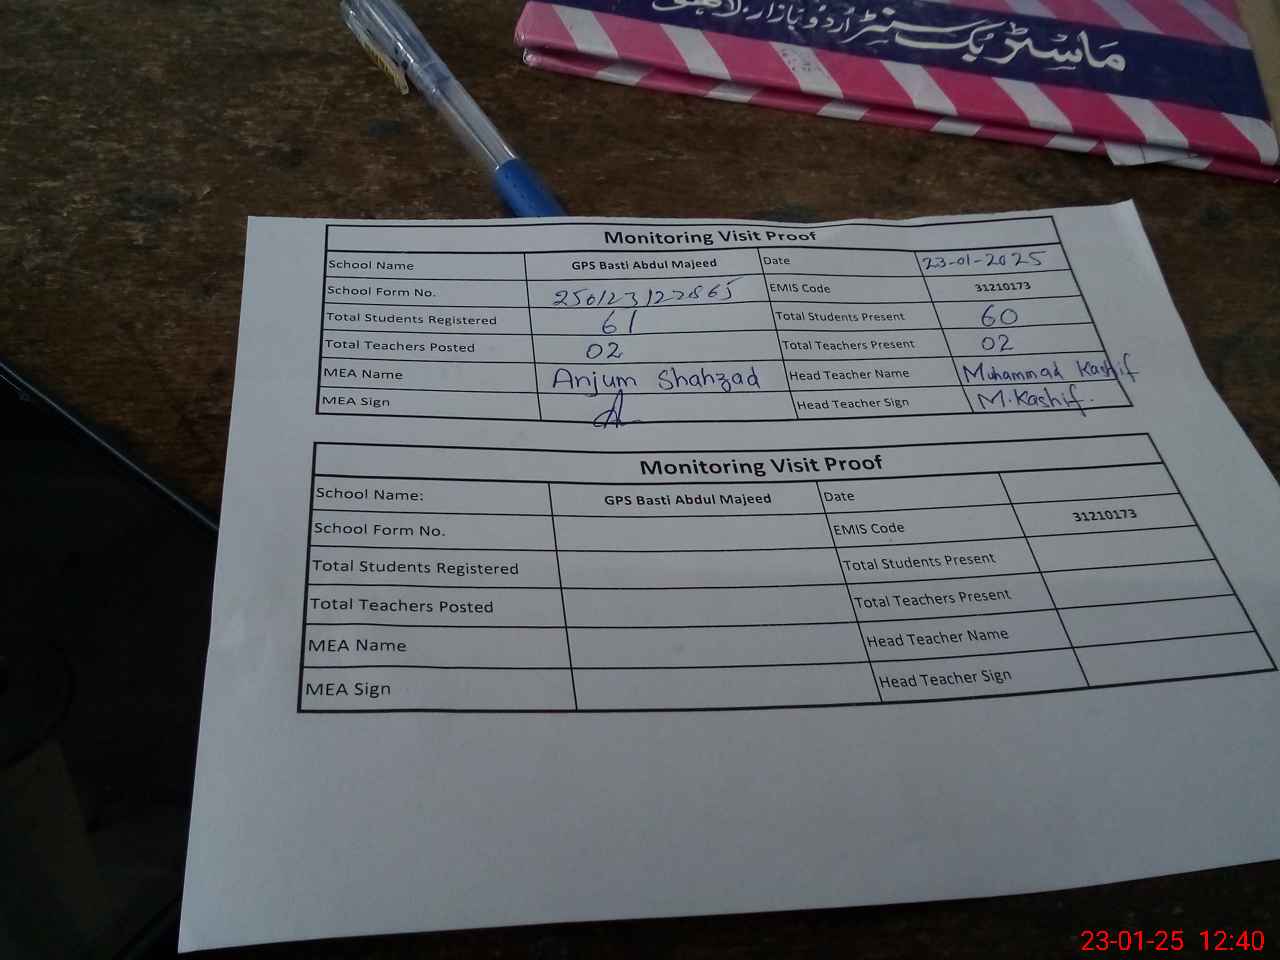 ماسٹر بک سنٹر اردو بازار لاہور
Monitoring Visit Proof
School Name GPS Basti Abdul Majeed Date 23-01-2025
School Form No. 250123122865 EMIS Code 31210173
Total Students Registered 61 Total Students Present 60
Total Teachers Posted 02 Total Teachers Present 02
MEA Name Anjum Shahzad Head Teacher Name Muhammad Kashif
MEA Sign Head Teacher Sign M.Kashif.
Monitoring Visit Proof
School Name: GPS Basti Abdul Majeed Date
School Form No. EMIS Code 31210173
Total Students Registered Total Students Present
Total Teachers Posted Total Teachers Present
MEA Name Head Teacher Name
MEA Sign Head Teacher Sign
23-01-25 12:40